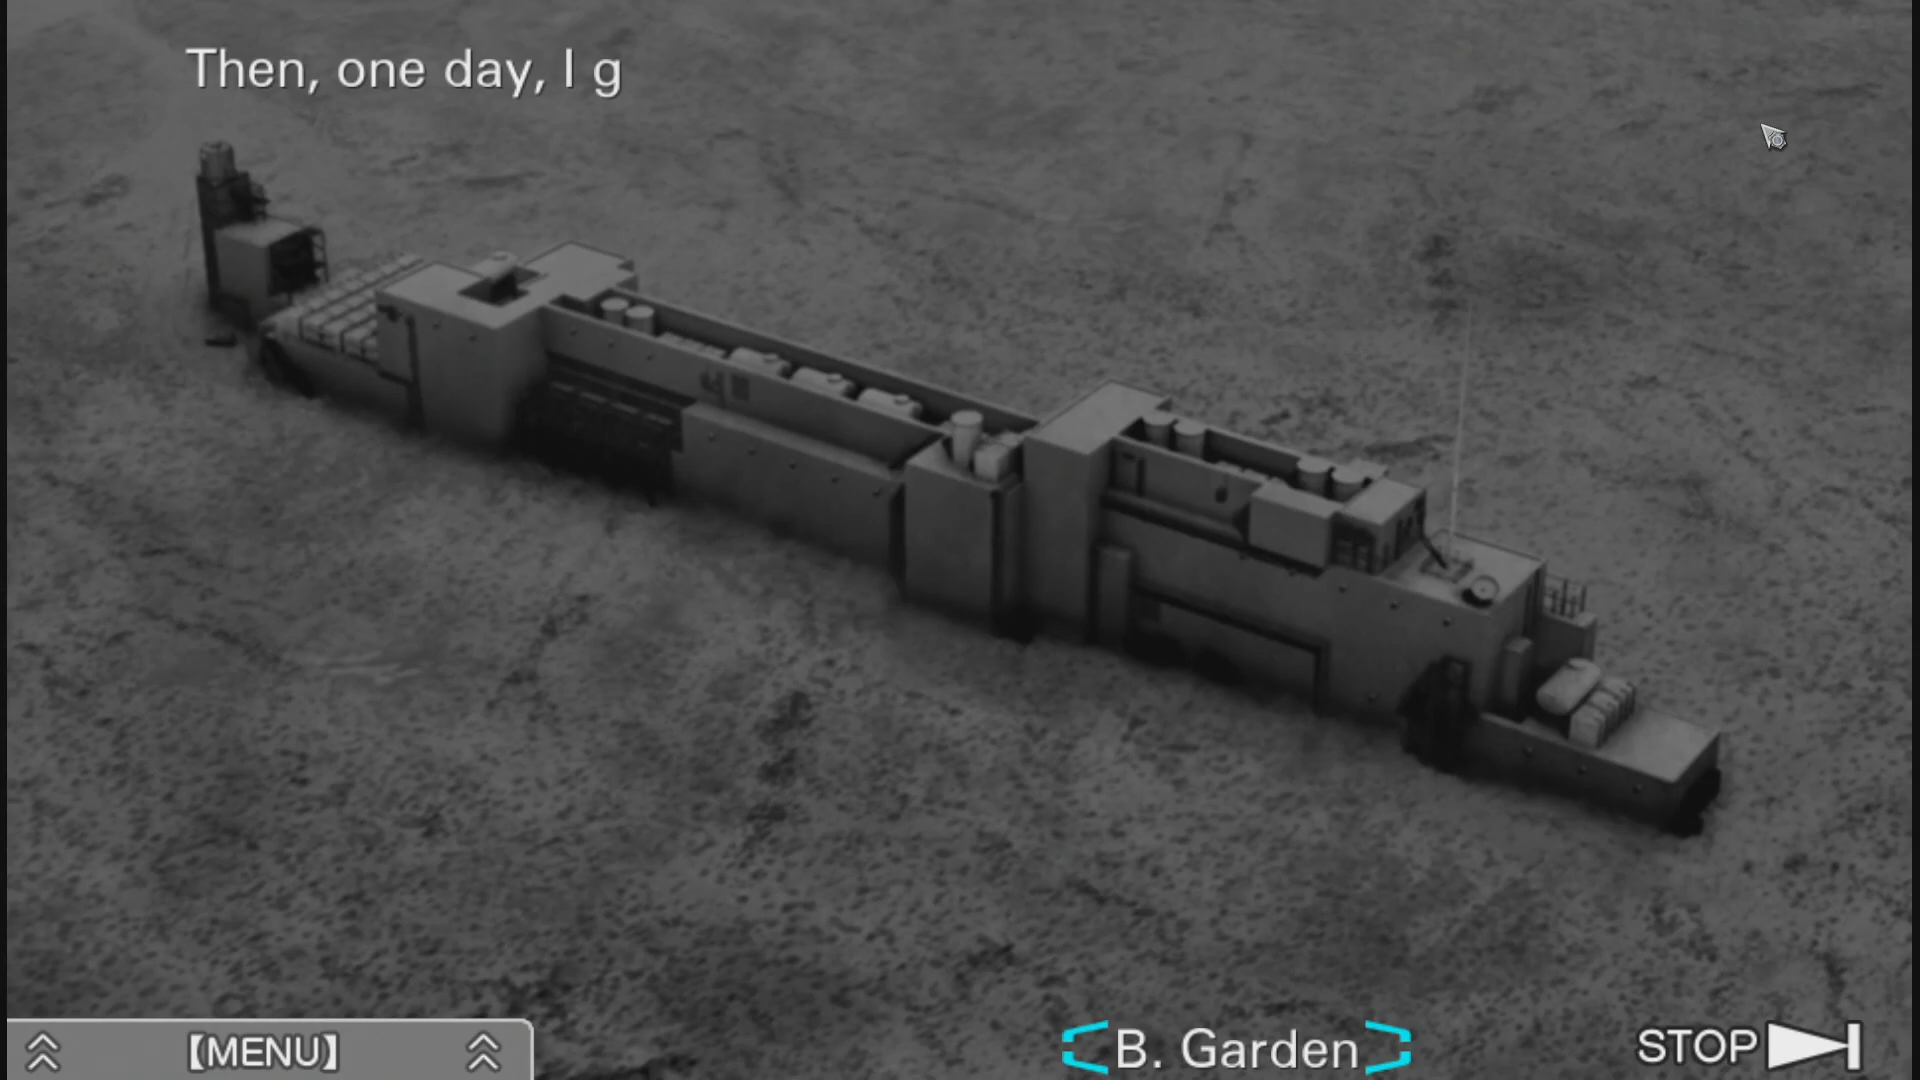 Then, one day, I g
【MENU】
B. Garden
STOP